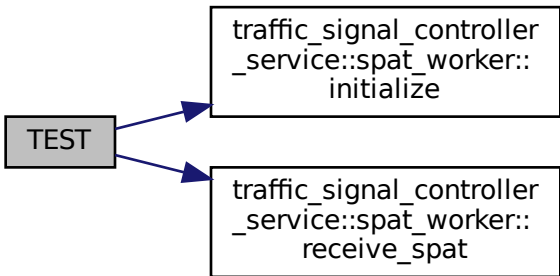 TEST
traffic_signal_controller
_service::spat_worker::
initialize
traffic_signal_controller
_service::spat_worker::
receive_spat